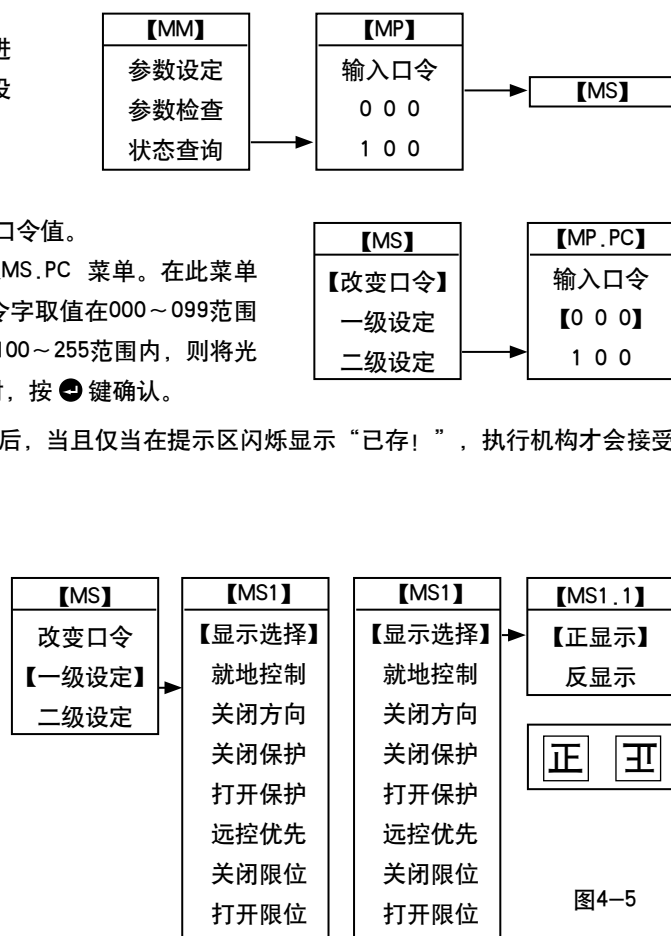 进
设
【MM】
参数设定
参数检查
状态查询
【MP】
输入口令
0 0 0
1 0 0
【MS】
口令值。
MS.PC 菜单。在此菜单
令字取值在000～099范围
100～255范围内，则将光
时，按 键确认。
【MS】
【改变口令】
一级设定
二级设定
【MP.PC】
输入口令
【0 0 0】
1 0 0
后，当且仅当在提示区闪烁显示“已存！”，执行机构才会接受
【MS】
改变口令
【一级设定】
二级设定
【MS1】
【显示选择】
就地控制
关闭方向
关闭保护
打开保护
远控优先
关闭限位
打开限位
【MS1】
【显示选择】
就地控制
关闭方向
关闭保护
打开保护
远控优先
关闭限位
打开限位
【MS1.1】
【正显示】
反显示
正 正
图4-5